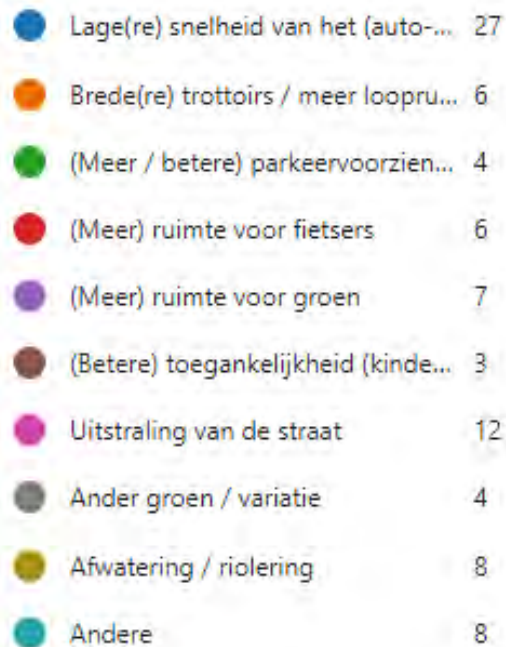 Lage(re) snelheid van het (auto-... 27
Brede(re) trottoirs / meer loopru... 6
(Meer / betere) parkeervoorzien... 4
(Meer) ruimte voor fietsers 6
(Meer) ruimte voor groen 7
(Betere) toegankelijkheid (kinde... 3
Uitstraling van de straat 12
Ander groen / variatie 4
Afwatering / riolering 8
Andere 8